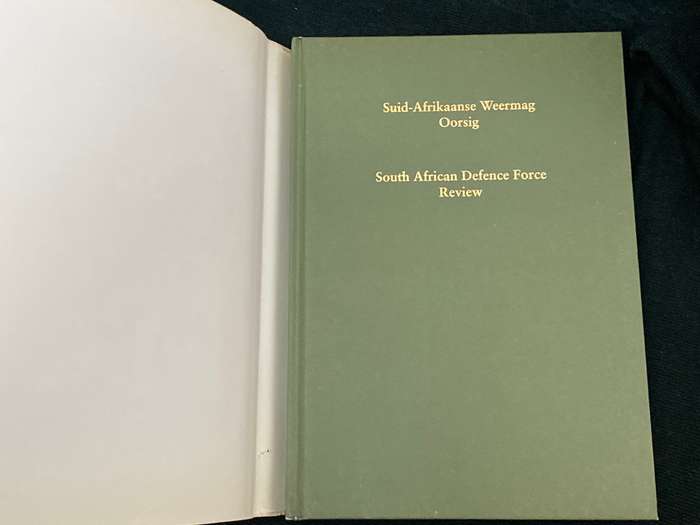 Suid-Afrikaanse Weermag
Oorsig
South African Defence Force
Review